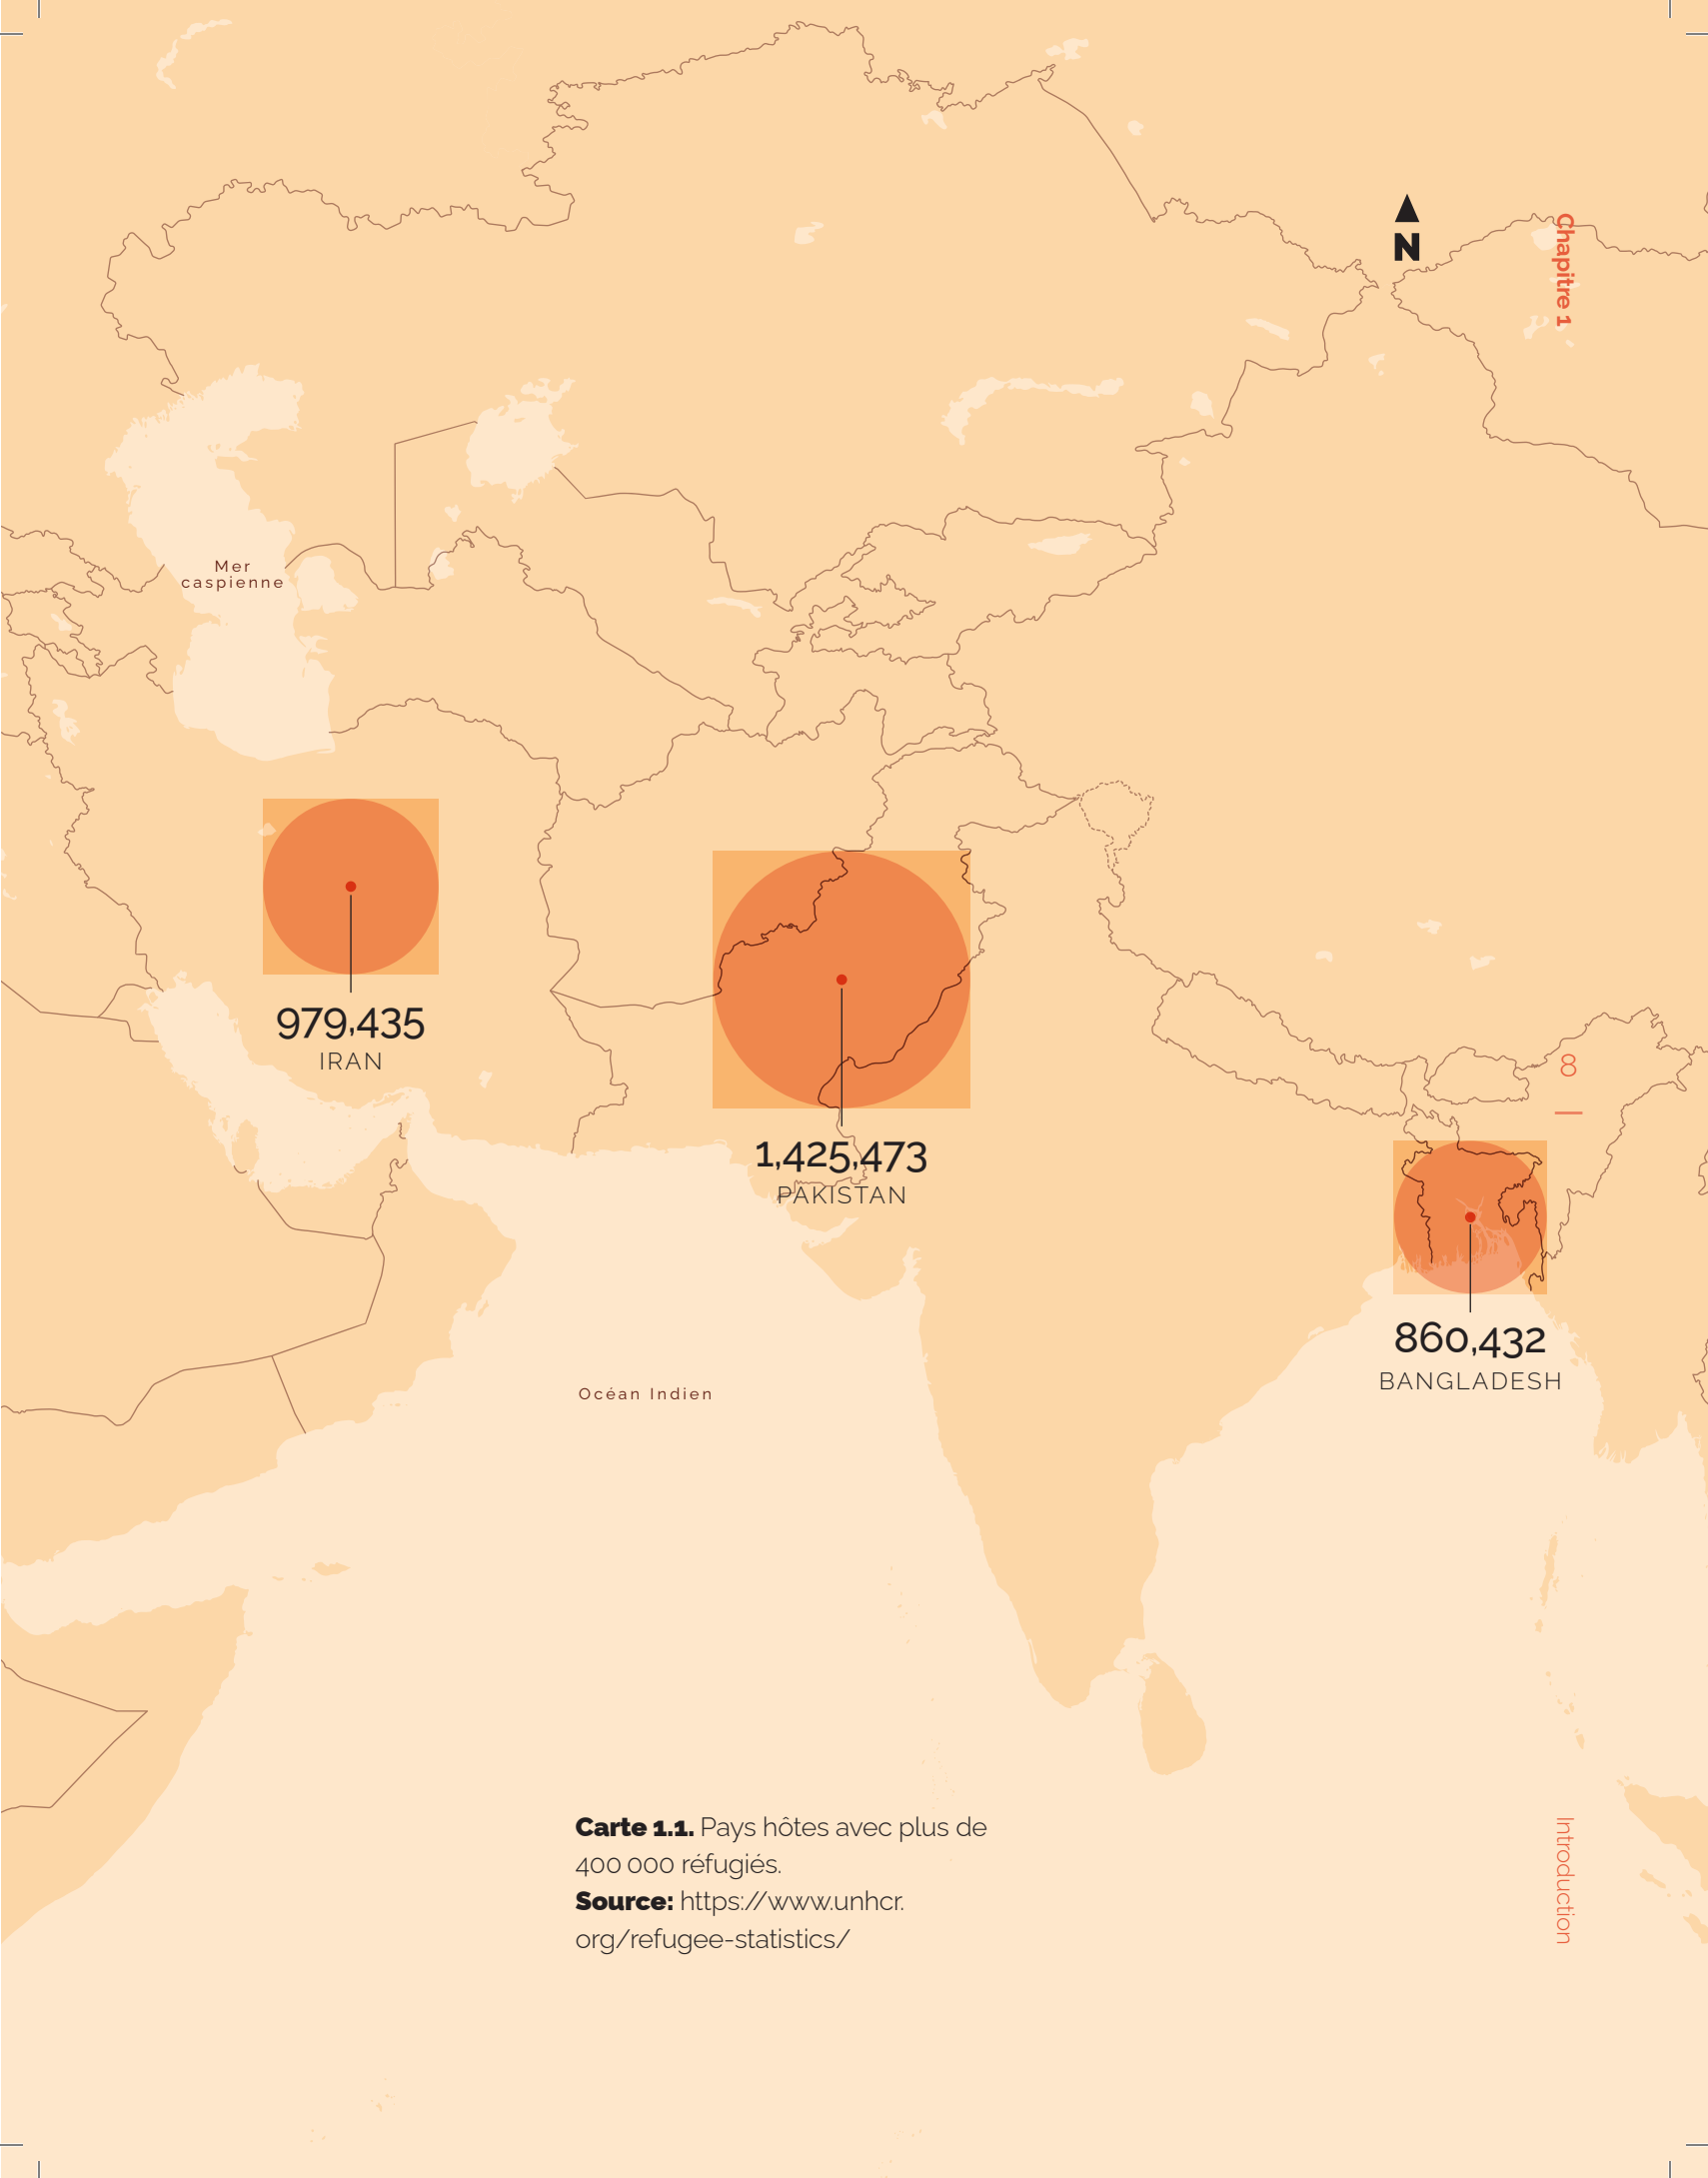 N
Chapitre 1
Mer
caspienne
979,435
IRAN
8
1,425,473
PAKISTAN
860,432
BANGLADESH
Océan Indien
Carte 1.1. Pays hôtes avec plus de
400 000 réfugiés.
Source: https://www.unhcr.
org/refugee-statistics/
Introduction